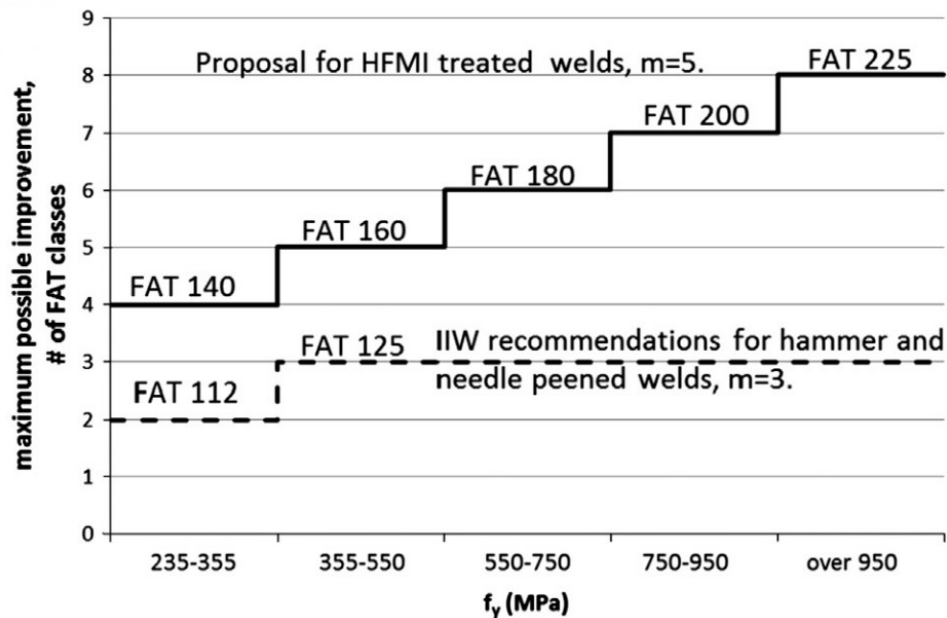 maximum possible improvement,
# of FAT classes
9
8
7
6
5
4
3
2
1
0
Proposal for HFMI treated welds, m=5.
FAT 225
FAT 200
FAT 180
FAT 160
FAT 140
FAT 125
IIW recommendations for hammer and
needle peened welds, m=3.
FAT 112
235-355
355-550
550-750
750-950
over 950
fy (MPa)